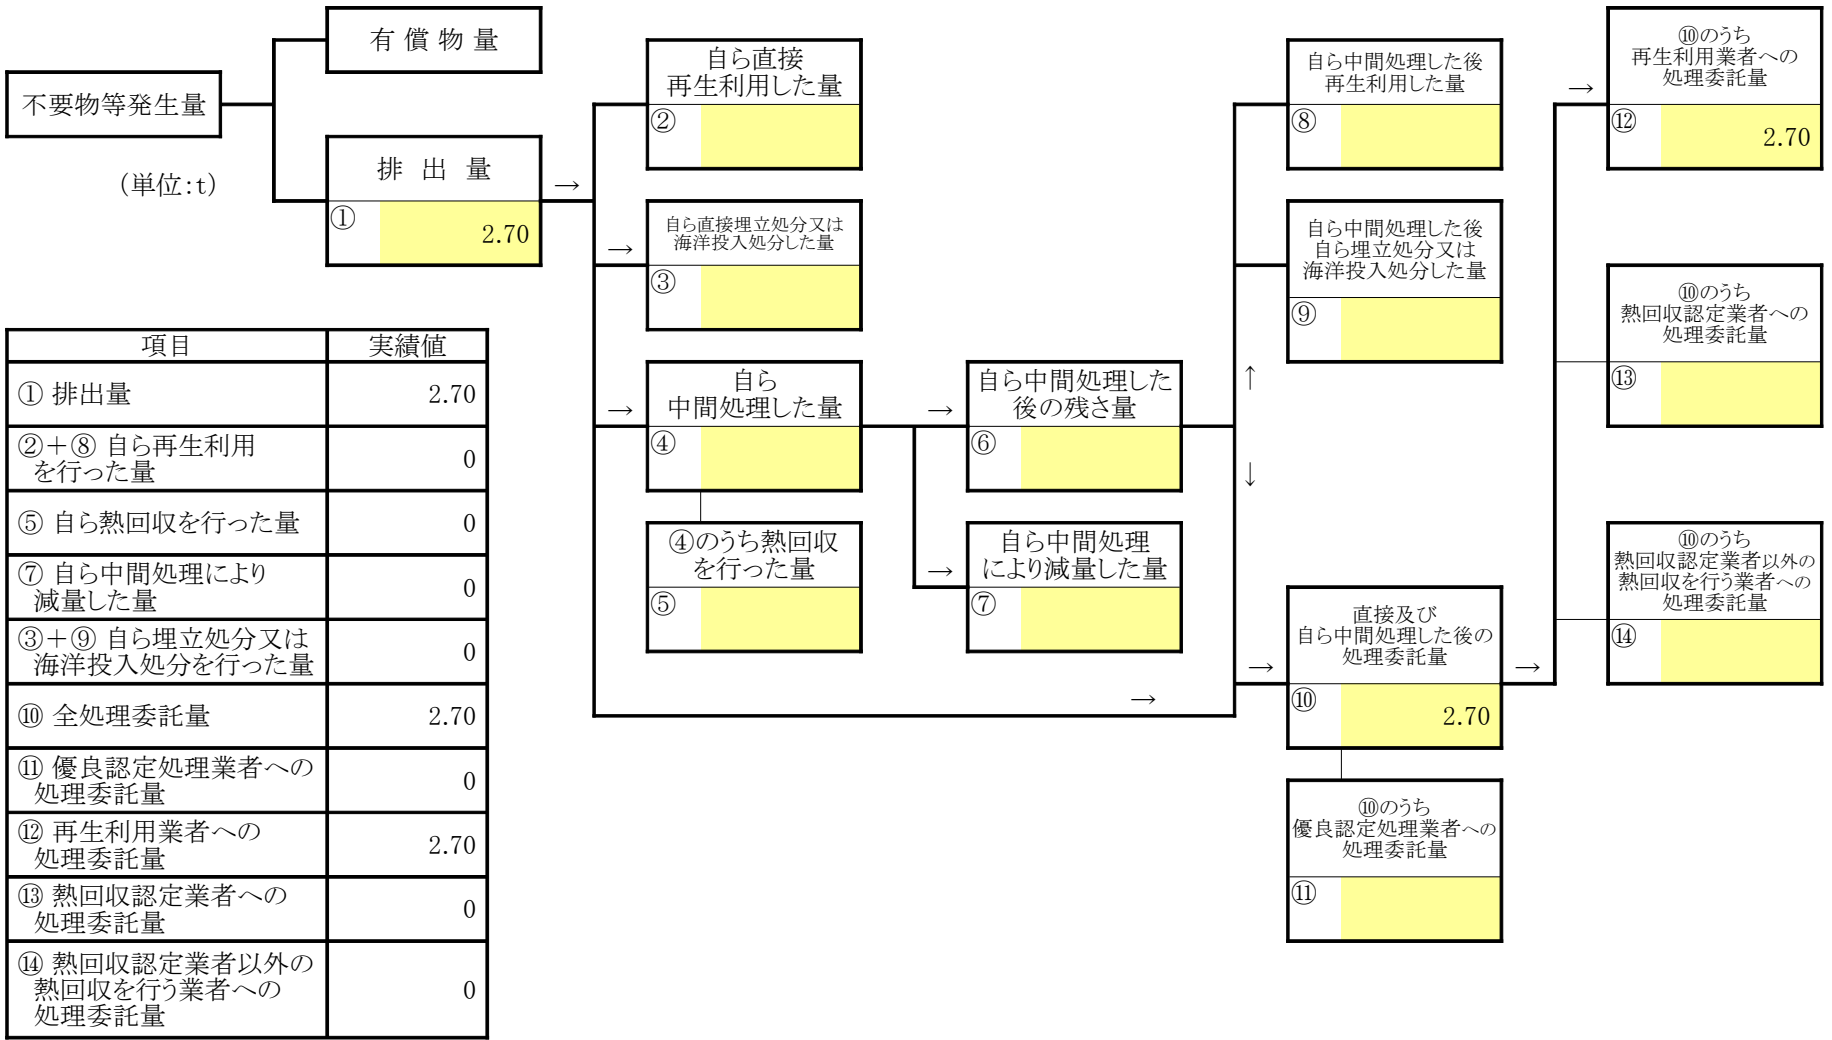 不要物等発生量
(単位:t)
有 償 物 量
排 出 量
①
2.70
自ら直接
再生利用した量
②
自ら直接埋立処分又は
海洋投入処分した量
③
自ら
中間処理した量
④
④のうち熱回収
を行った量
⑤
自ら中間処理した
後の残さ量
⑥
自ら中間処理
により減量した量
⑦
自ら中間処理した後
再生利用した量
⑧
自ら中間処理した後
自ら埋立処分又は
海洋投入処分した量
⑨
直接及び
自ら中間処理した後の
処理委託量
⑩
2.70
⑩のうち
優良認定処理業者への
処理委託量
⑪
⑩のうち
再生利用業者への
処理委託量
⑫
2.70
⑩のうち
熱回収認定業者への
処理委託量
⑬
⑩のうち
熱回収認定業者以外の
熱回収を行う業者への
処理委託量
⑭
項目 実績値
① 排出量 2.70
②+⑧ 自ら再生利用
を行った量 0
⑤ 自ら熱回収を行った量 0
⑦ 自ら中間処理により
減量した量 0
③+⑨ 自ら埋立処分又は
海洋投入処分を行った量 0
⑩ 全処理委託量 2.70
⑪ 優良認定処理業者への
処理委託量 0
⑫ 再生利用業者への
処理委託量 2.70
⑬ 熱回収認定業者への
処理委託量 0
⑭ 熱回収認定業者以外の
熱回収を行う業者への 0
処理委託量